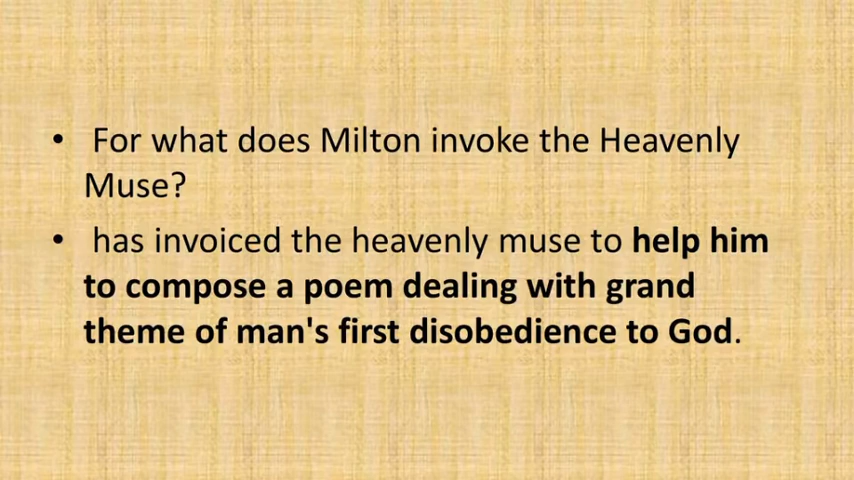 • For what does Milton invoke the Heavenly
Muse?
• has invoiced the heavenly muse to help him
to compose a poem dealing with grand
theme of man's first disobedience to God.